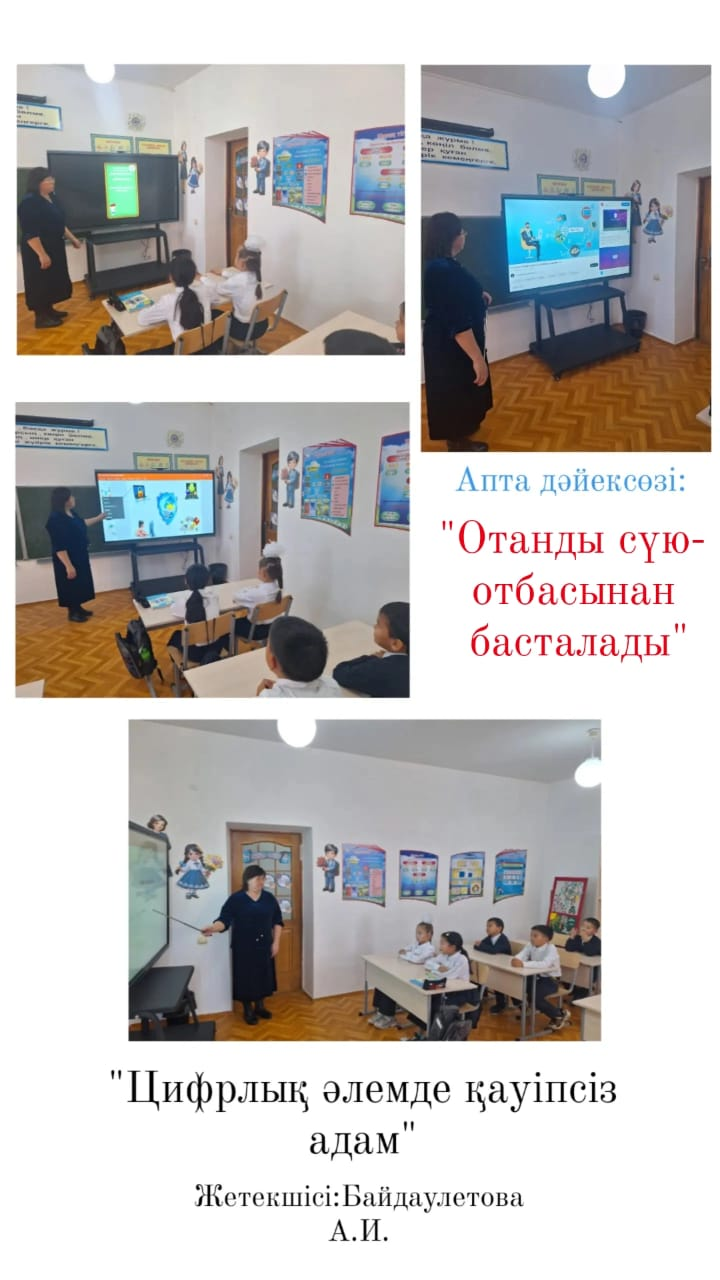 Апта дәйексөзі:
"Отанды сүю-
отбасынан
басталады"
"Цифрлық әлемде қауіпсіз
адам"
Жетекшісі:Байдаулетова
А.И.